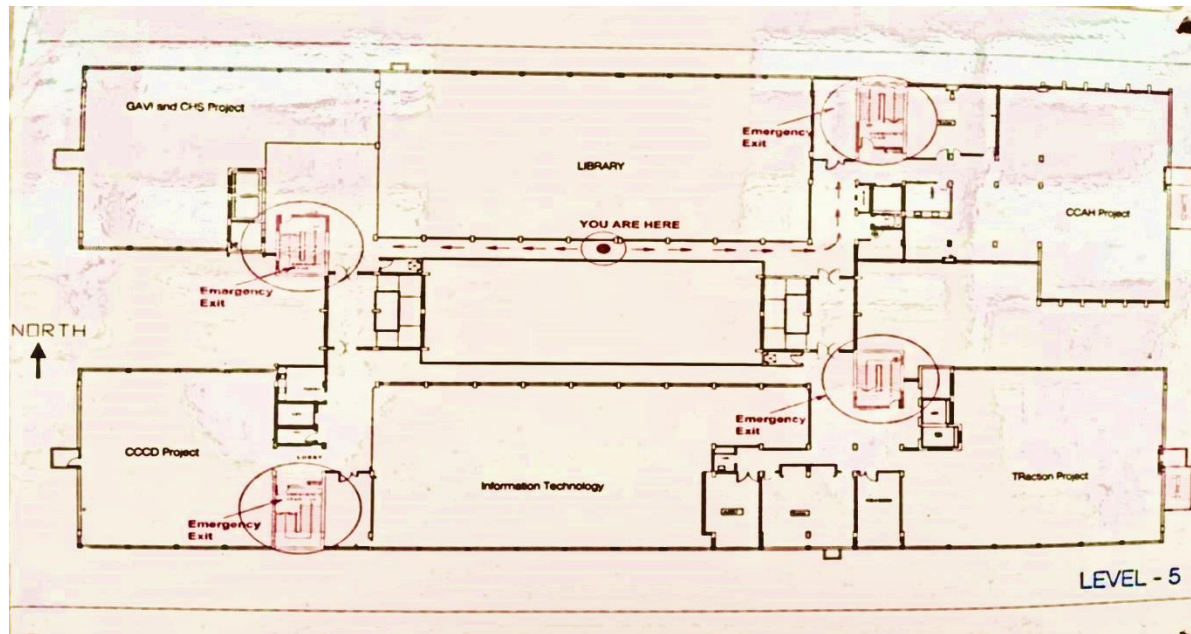 GAVI and CHS Project
Emergency
Exit
LIBRARY
CCAH Project
YOU ARE HERE
Emergency
Exit
NORTH
Emergency
Exit
CCCD Project
LOBBY
Information Technology
TRaction Project
Emergency
Exit
LEVEL - 5